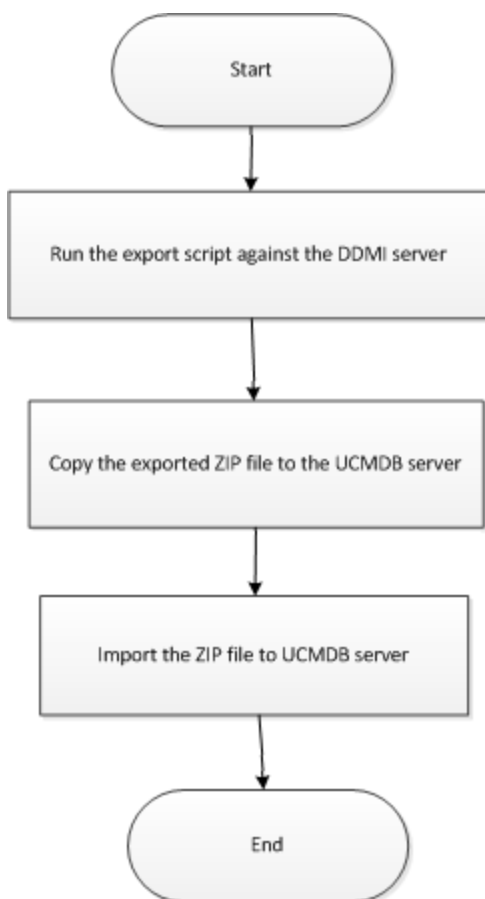 Start
Run the export script against the DDMI server
Copy the exported ZIP file to the UCMDB server
Import the ZIP file to UCMDB server
End